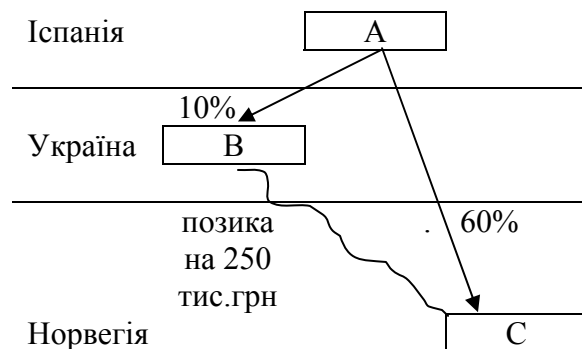 Іспанія
А
10%
Україна
В
позика
на 250
тис.грн
. 60%
Норвегія
С